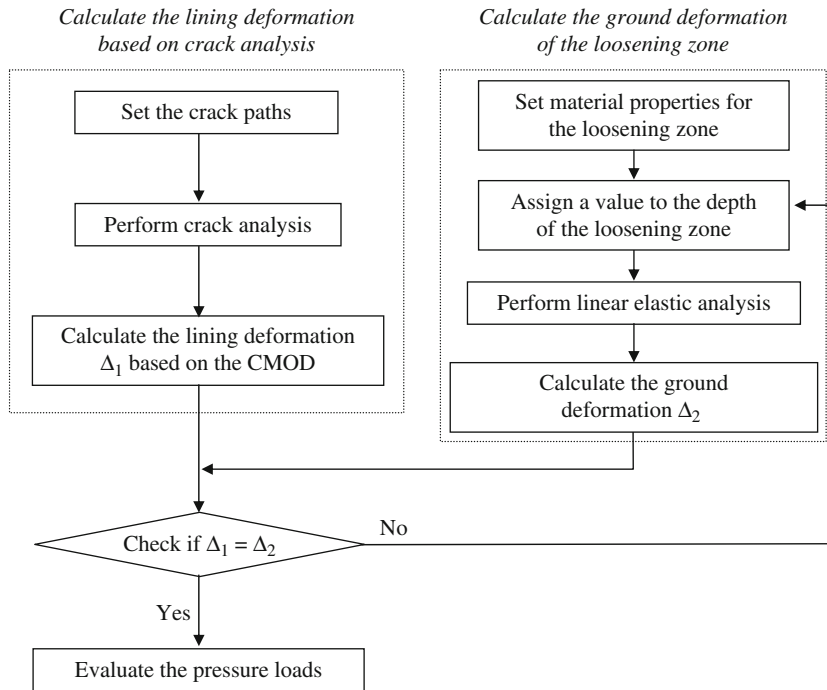 Calculate the lining deformation
based on crack analysis
Set the crack paths
Perform crack analysis
Calculate the lining deformation
Δ₁ based on the CMOD
Calculate the ground deformation
of the loosening zone
Set material properties for
the loosening zone
Assign a value to the depth
of the loosening zone
Perform linear elastic analysis
Calculate the ground
deformation Δ₂
Check if Δ₁ = Δ₂
No
Yes
Evaluate the pressure loads